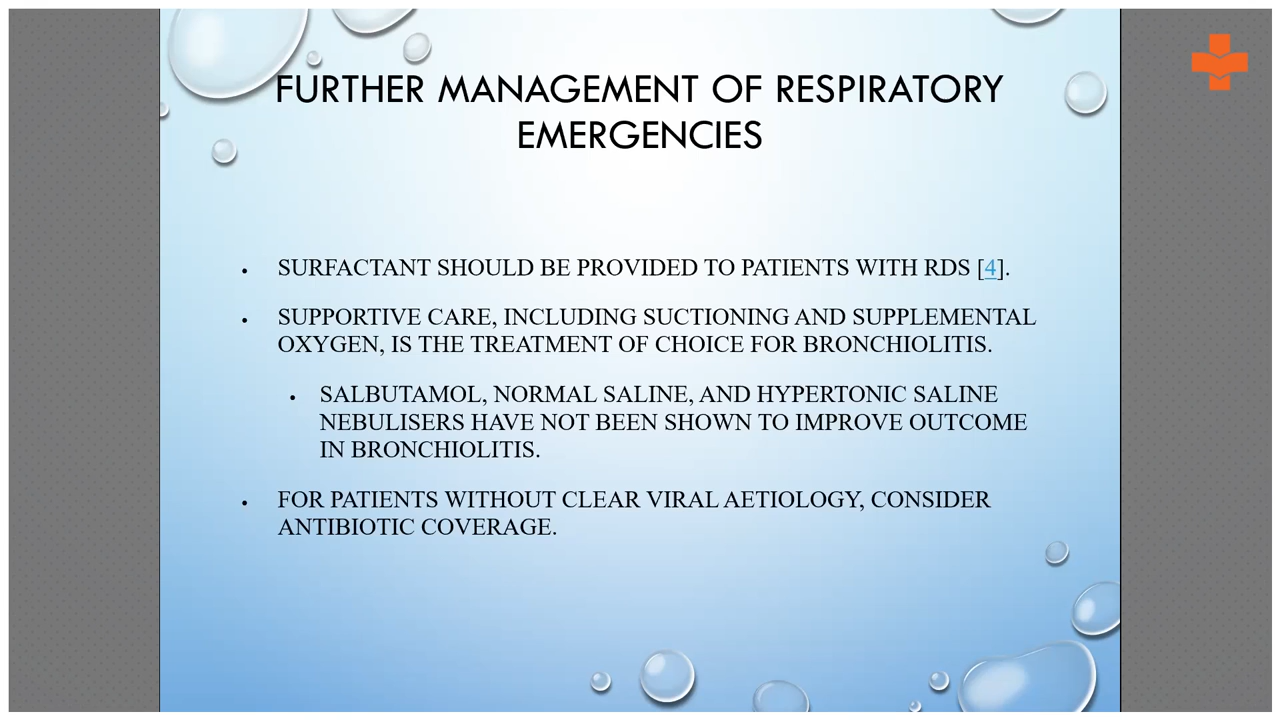 FURTHER MANAGEMENT OF RESPIRATORY
EMERGENCIES
• SURFACTANT SHOULD BE PROVIDED TO PATIENTS WITH RDS [4].
• SUPPORTIVE CARE, INCLUDING SUCTIONING AND SUPPLEMENTAL
OXYGEN, IS THE TREATMENT OF CHOICE FOR BRONCHIOLITIS.
• SALBUTAMOL, NORMAL SALINE, AND HYPERTONIC SALINE
NEBULISERS HAVE NOT BEEN SHOWN TO IMPROVE OUTCOME
IN BRONCHIOLITIS.
• FOR PATIENTS WITHOUT CLEAR VIRAL AETIOLOGY, CONSIDER
ANTIBIOTIC COVERAGE.